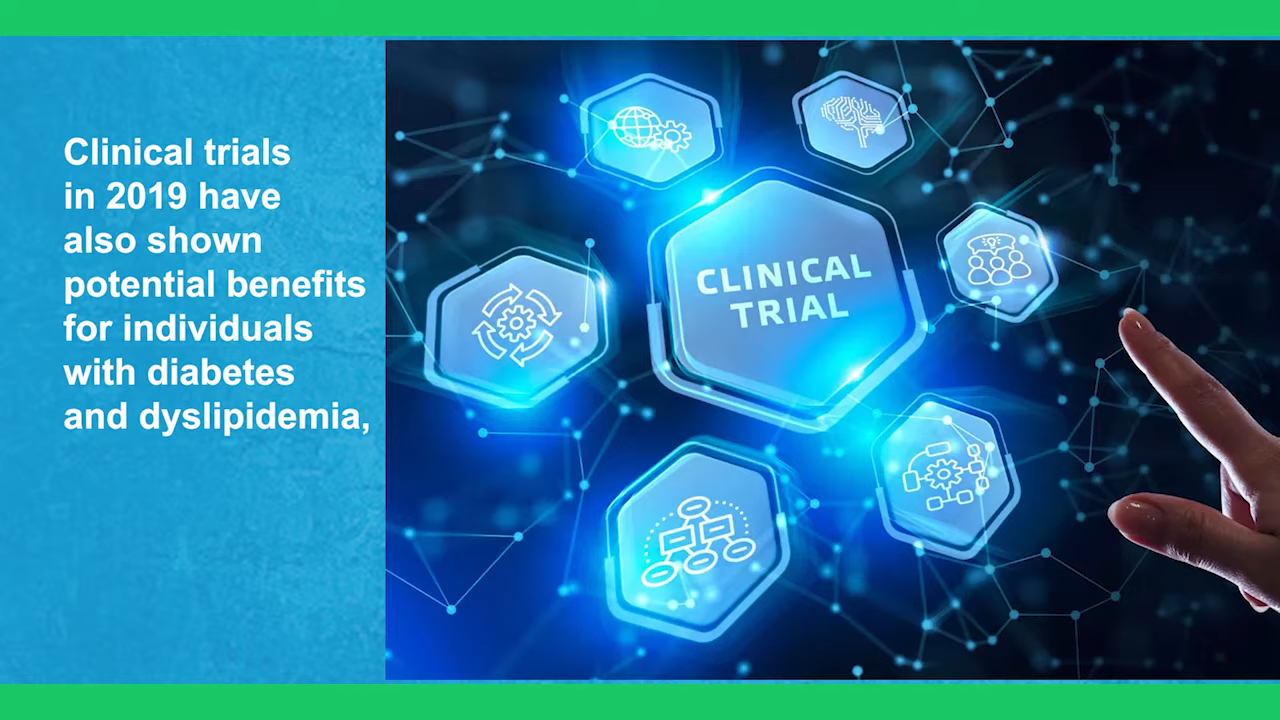 Clinical trials
in 2019 have
also shown
potential benefits
for individuals
with diabetes
and dyslipidemia,
CLINICAL
TRIAL